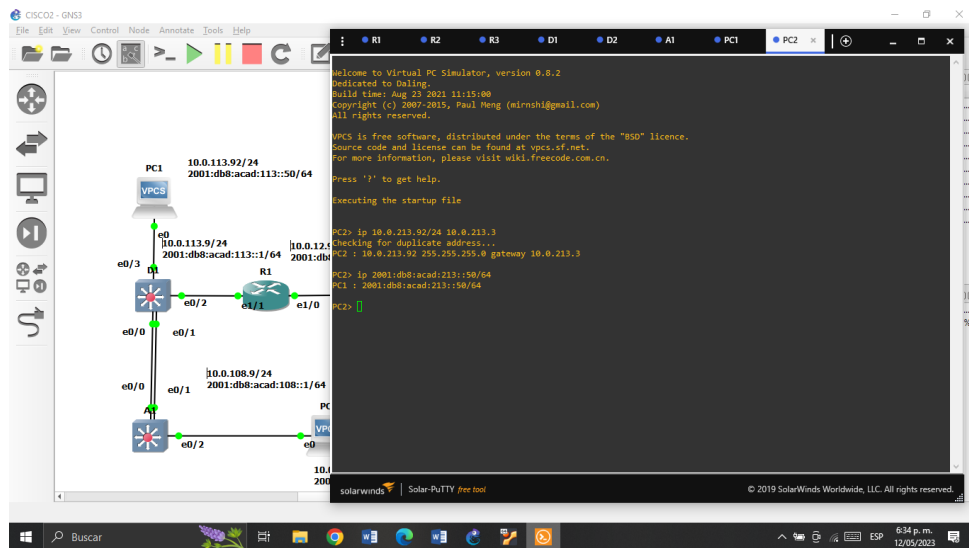 CISCO2 - GNS3
File Edit View Control Node Annotate Tools Help
R1 R2 R3 D1 D2 A1 PC1 PC2
Welcome to Virtual PC Simulator, version 0.8.2
Dedicated to Daling.
Build time: Aug 23 2021 11:15:00
Copyright (c) 2007-2015, Paul Meng (mirnshi@gmail.com)
All rights reserved.
VPCS is free software, distributed under the terms of the "BSD" licence.
Source code and license can be found at vpcs.sf.net.
For more information, please visit wiki.freecode.com.cn.
Press '?' to get help.
Executing the startup file
PC2> ip 10.0.213.92/24 10.0.213.3
Checking for duplicate address...
PC2 : 10.0.213.92 255.255.255.0 gateway 10.0.213.3
PC2> ip 2001:db8:acad:213::50/64
PC1 : 2001:db8:acad:213::50/64
PC2>
PC1
10.0.113.92/24
2001:db8:acad:113::50/64
VPCS
e0
10.0.113.9/24
2001:db8:acad:113::1/64
10.0.12.9
2001:db8
e0/3
D1
R1
e0/2
e1/1
e1/0
e0/0
e0/1
10.0.108.9/24
2001:db8:acad:108::1/64
e0/0
e0/1
A1
PC
VP
e0/2
e0
10.0
200
solarwinds Solar-PuTTY free tool
© 2019 SolarWinds Worldwide, LLC. All rights reserved.
Buscar
ESP
6:34 p. m.
12/05/2023